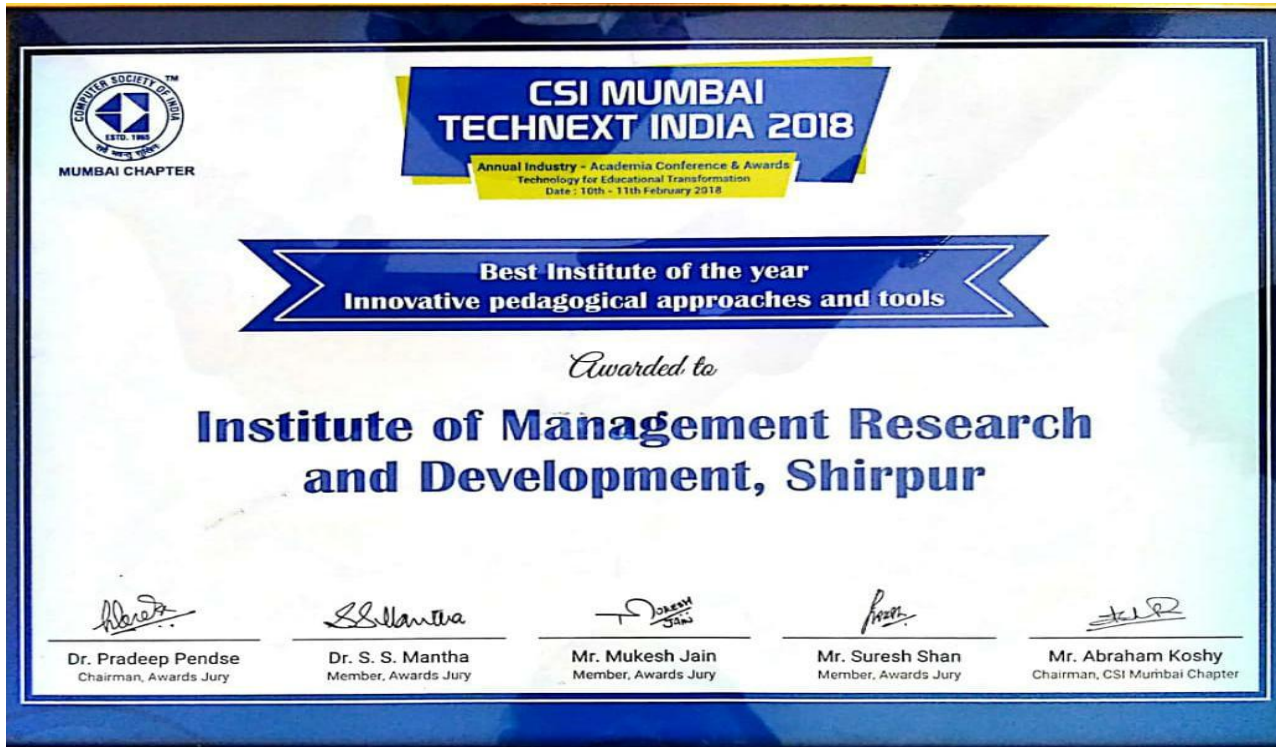 COMPUTER SOCIETY OF INDIA TM
ESTD. 1965
MUMBAI CHAPTER
CSI MUMBAI
TECHNEXT INDIA 2018
Annual Industry - Academia Conference & Awards
Technology for Educational Transformation
Date : 10th - 11th February 2018
Best Institute of the year
Innovative pedagogical approaches and tools
Awarded to
Institute of Management Research
and Development, Shirpur
MUKESH
JAIN
Dr. Pradeep Pendse
Chairman, Awards Jury
Dr. S. S. Mantha
Member, Awards Jury
Mr. Mukesh Jain
Member, Awards Jury
Mr. Suresh Shan
Member, Awards Jury
Mr. Abraham Koshy
Chairman, CSI Mumbai Chapter